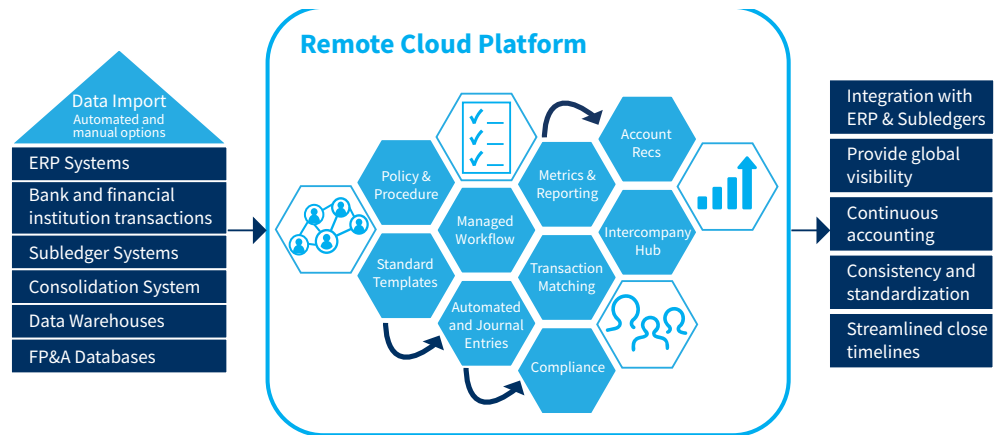 Remote Cloud Platform
Data Import
Automated and
manual options
ERP Systems
Bank and financial
institution transactions
Subledger Systems
Consolidation System
Data Warehouses
FP&A Databases
Policy &
Procedure
Standard
Templates
Managed
Workflow
Automated
and Journal
Entries
Metrics &
Reporting
Transaction
Matching
Compliance
Account
Recs
Intercompany
Hub
Integration with
ERP & Subledgers
Provide global
visibility
Continuous
accounting
Consistency and
standardization
Streamlined close
timelines